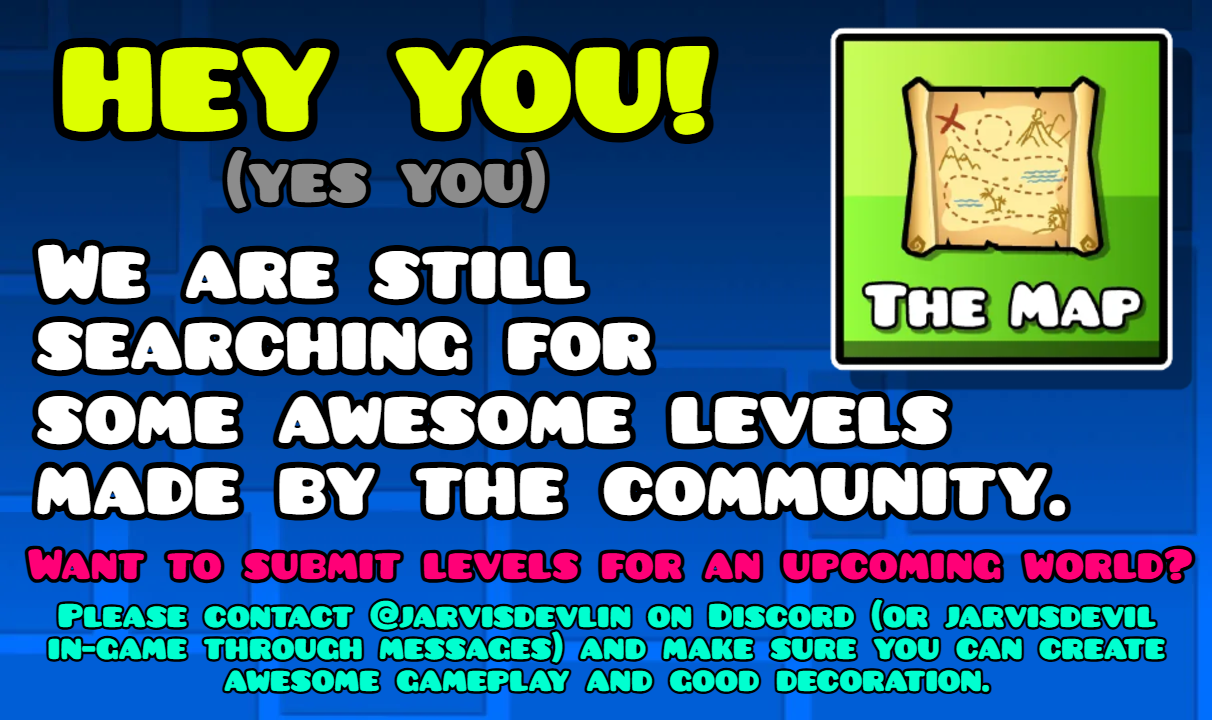 HEY YOU!
(YES YOU)
WE ARE STILL
SEARCHING FOR
SOME AWESOME LEVELS
MADE BY THE COMMUNITY.
THE MAP
WANT TO SUBMIT LEVELS FOR AN UPCOMING WORLD?
PLEASE CONTACT @JARVISDEVLIN ON DISCORD (OR JARVISDEVIL
IN-GAME THROUGH MESSAGES) AND MAKE SURE YOU CAN CREATE
AWESOME GAMEPLAY AND GOOD DECORATION.